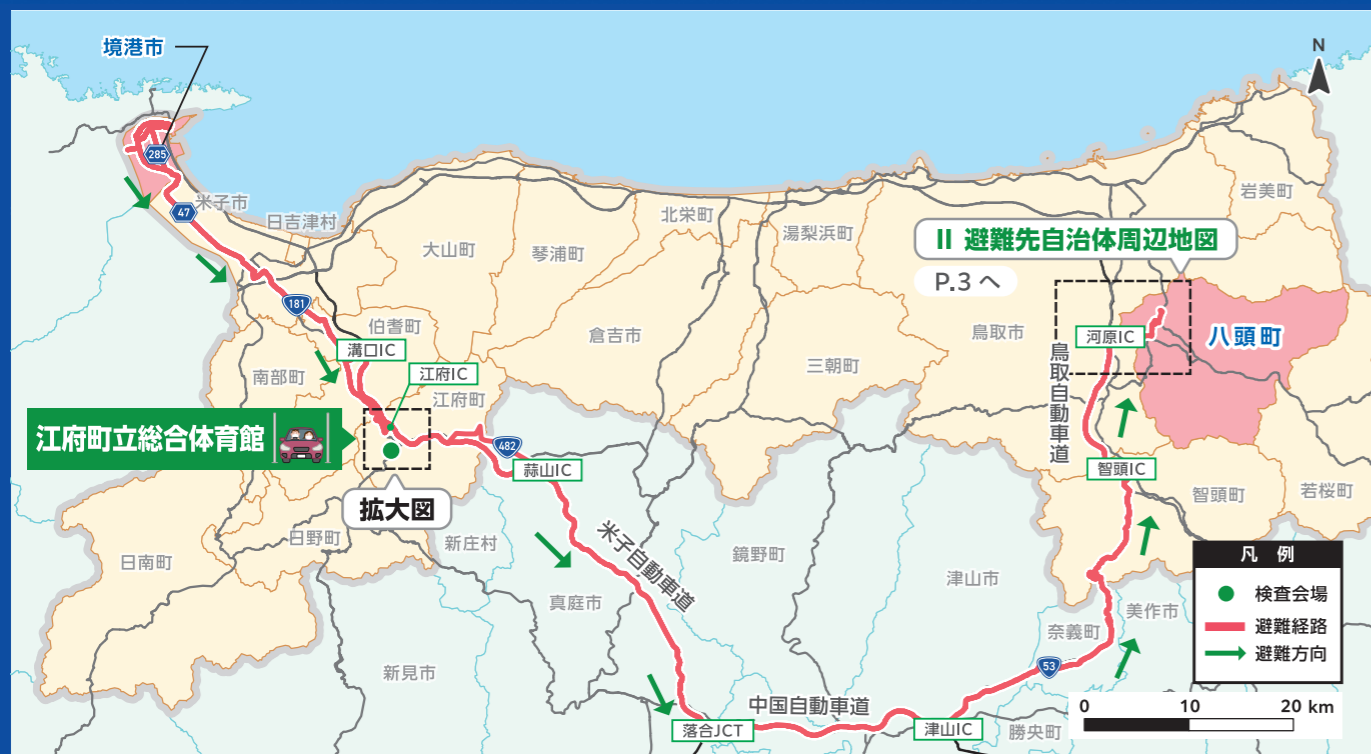 境港市
N
285
47
米子市
日吉津村
大山町
琴浦町
北栄町
湯梨浜町
岩美町
II 避難先自治体周辺地図
P.3 へ
181
伯耆町
倉吉市
三朝町
鳥取市
河原IC
八頭町
鳥取自動車道
溝口IC
南部町
江府IC
江府町
江府町立総合体育館
482
蒜山IC
智頭IC
智頭町
若桜町
拡大図
日野町
日南町
新庄村
米子自動車道
鏡野町
津山市
真庭市
新見市
奈義町
美作市
53
中国自動車道
落合JCT
津山IC
勝央町
凡 例
検査会場
避難経路
避難方向
0 10 20 km